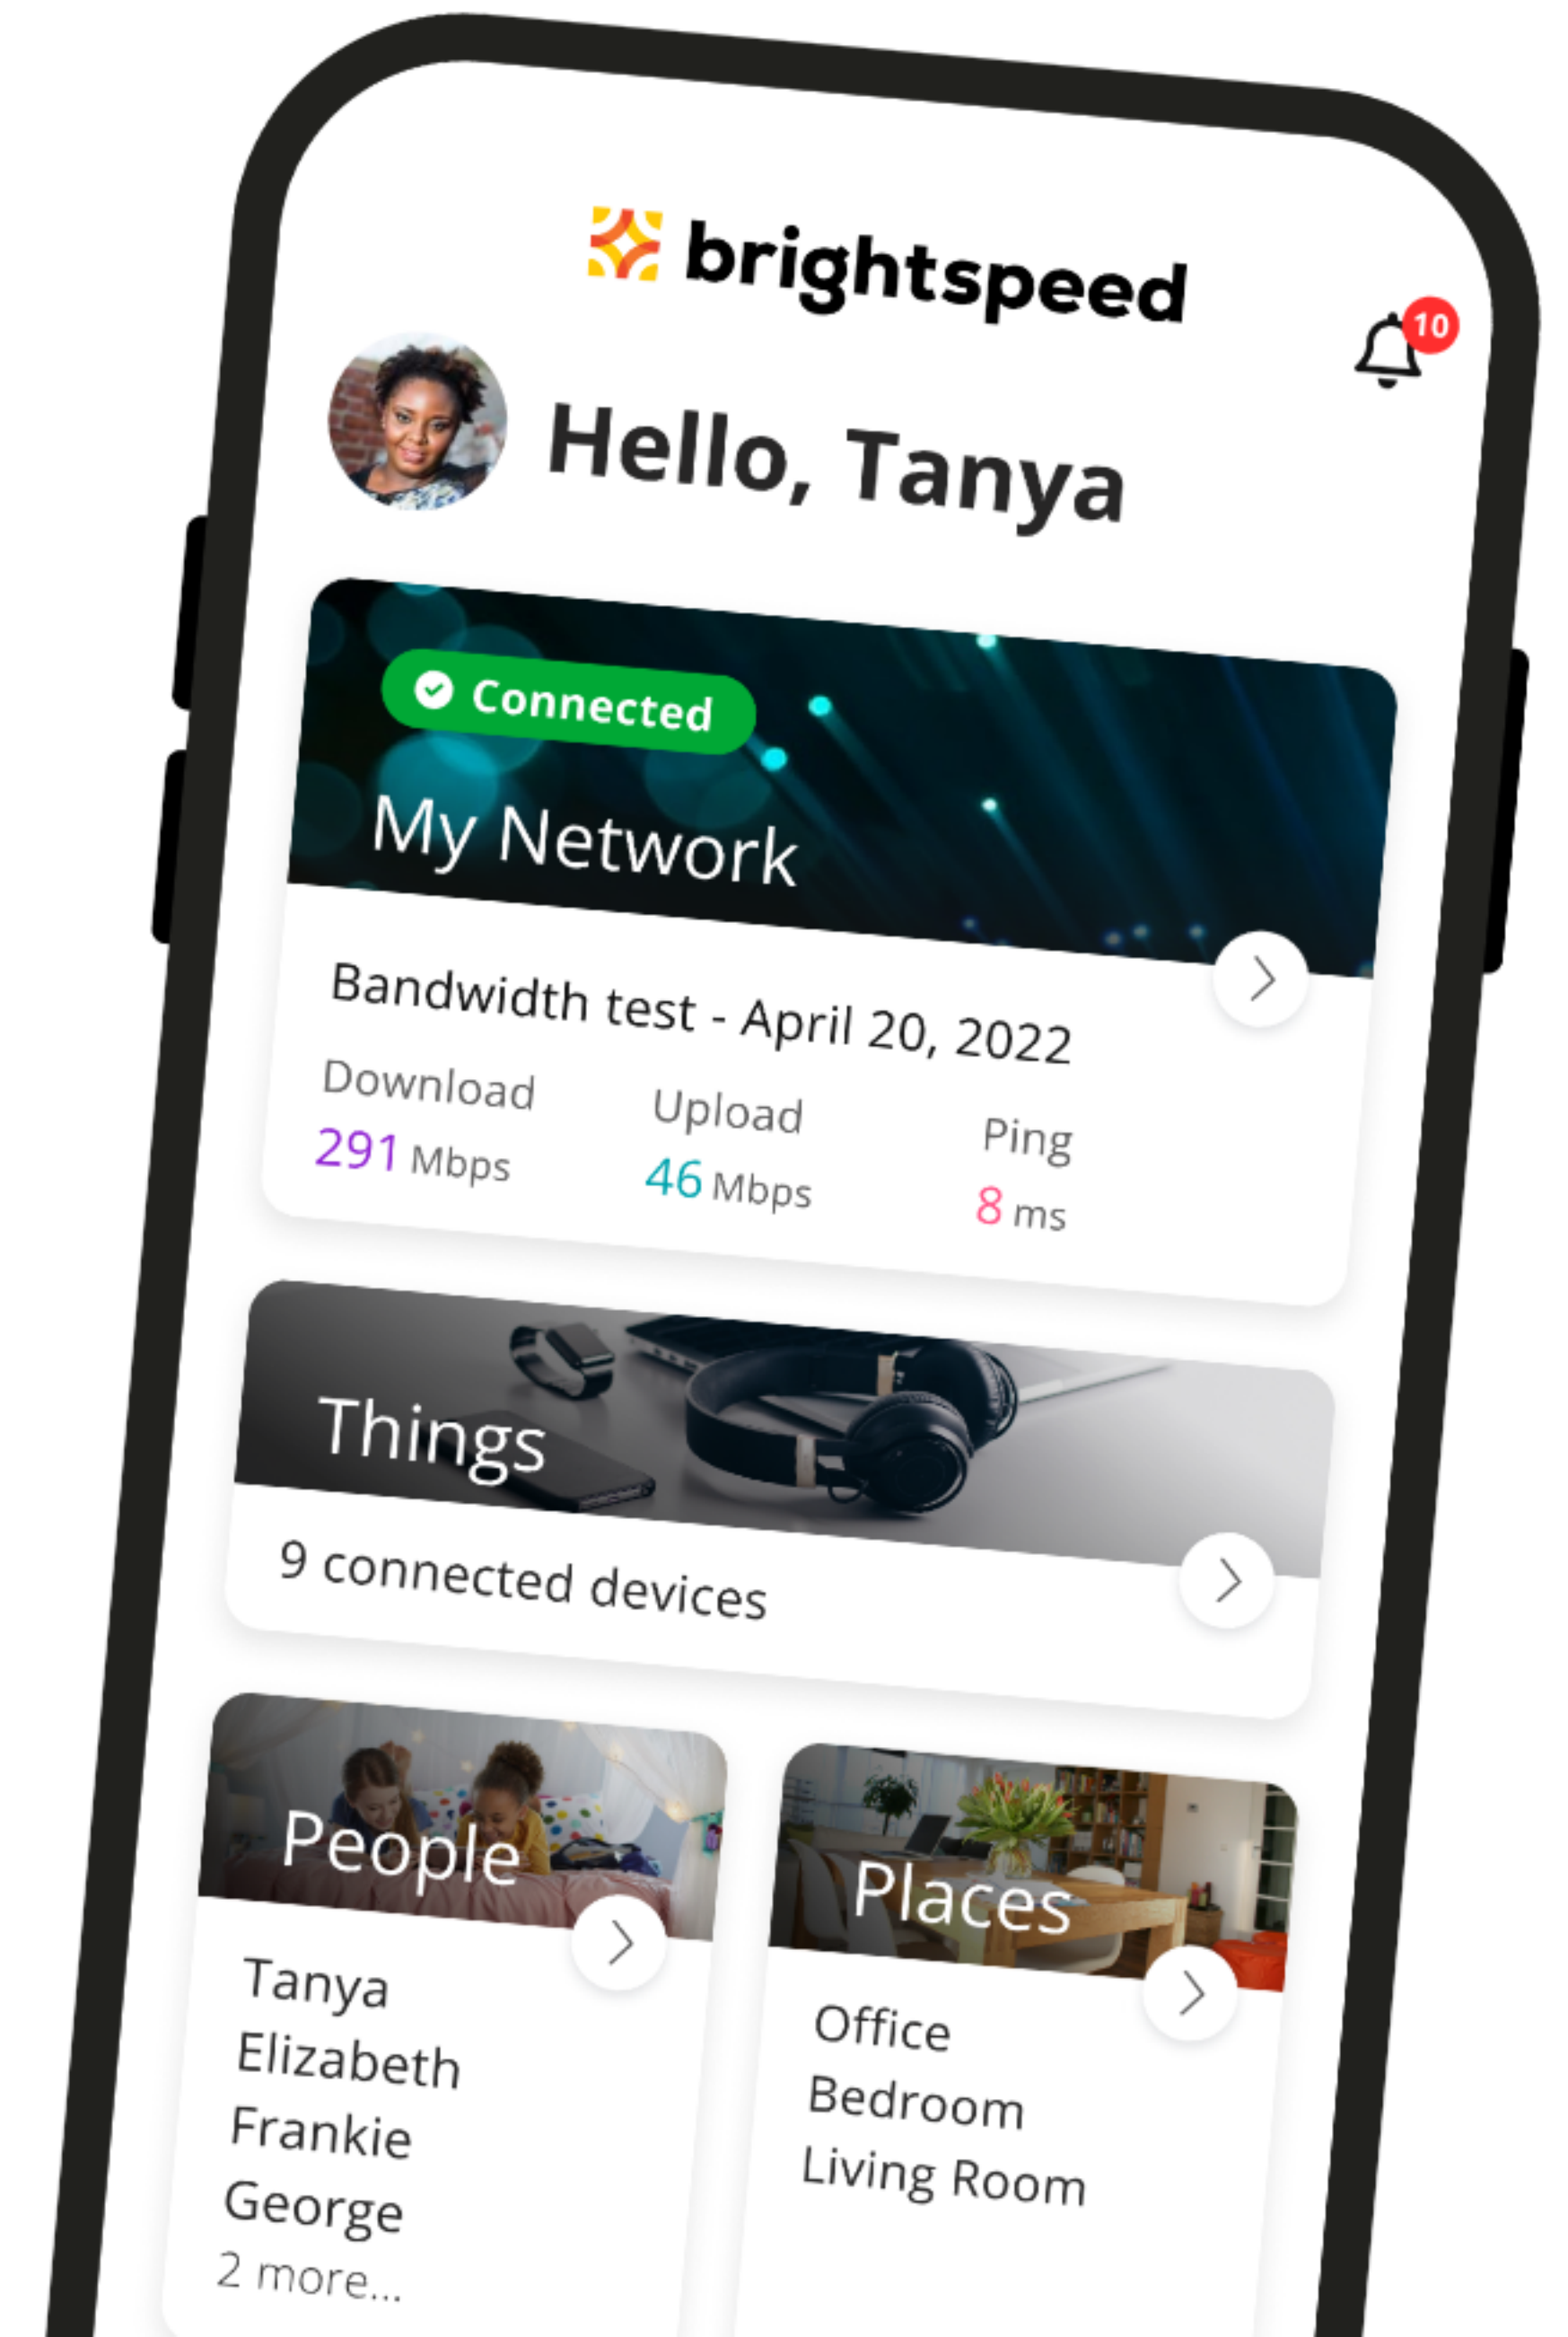 brightspeed
10
Hello, Tanya
Connected
My Network
Bandwidth test - April 20, 2022
Download Upload Ping
291 Mbps 46 Mbps 8 ms
Things
9 connected devices
People
Tanya
Elizabeth
Frankie
George
2 more...
Places
Office
Bedroom
Living Room